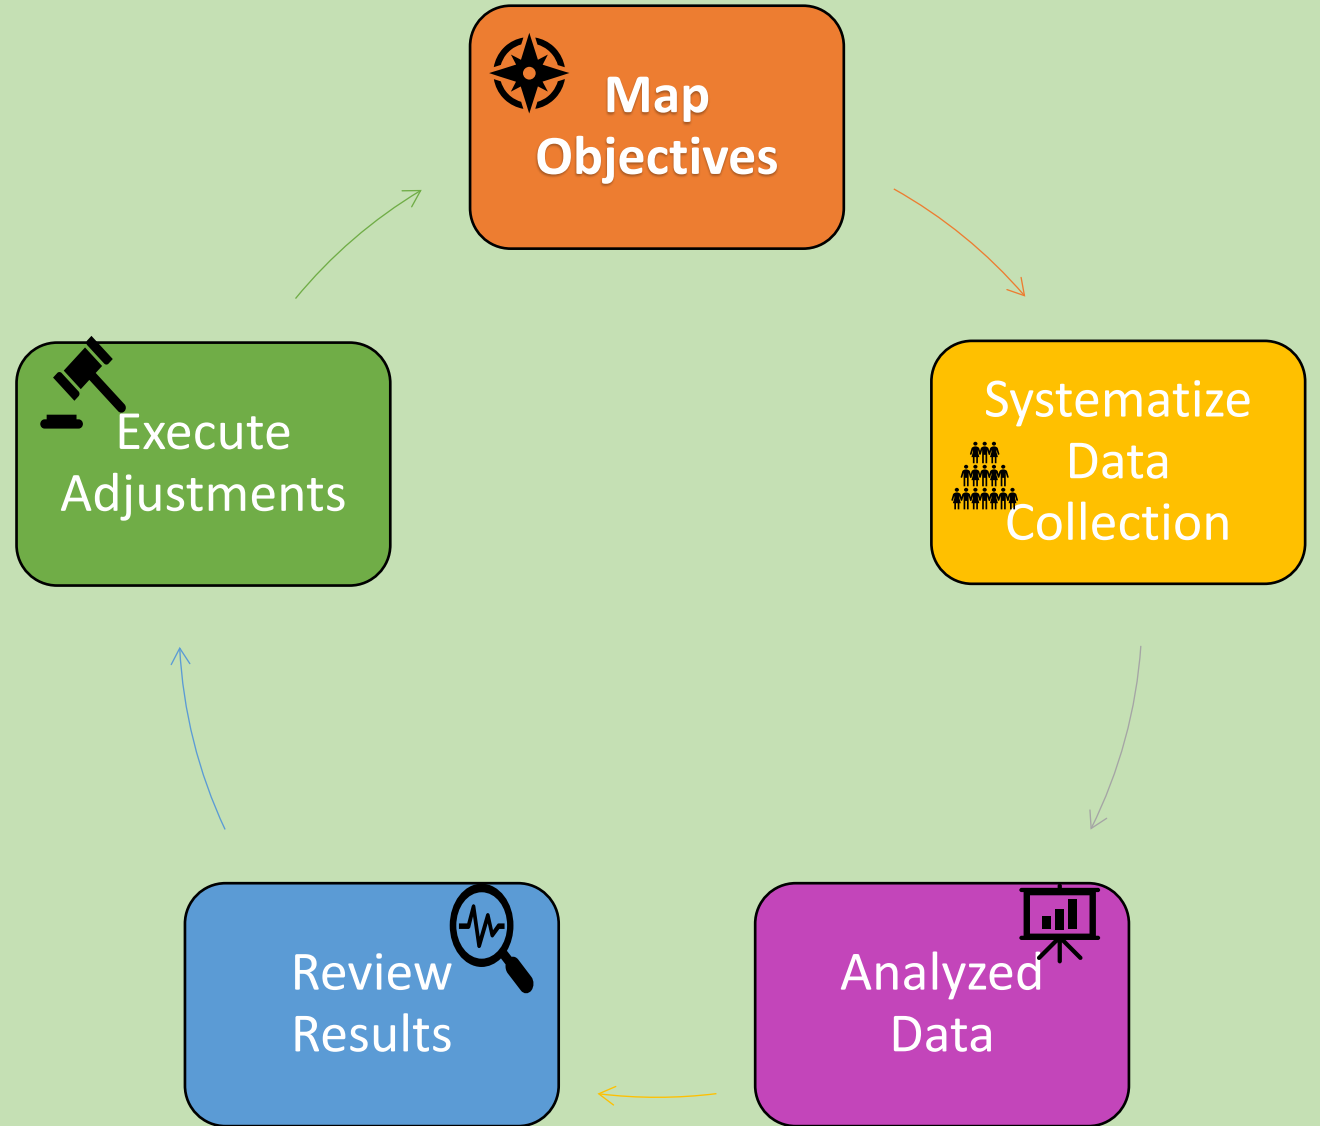 Map
Objectives
Systematize
Data
Collection
Analyzed
Data
Review
Results
Execute
Adjustments